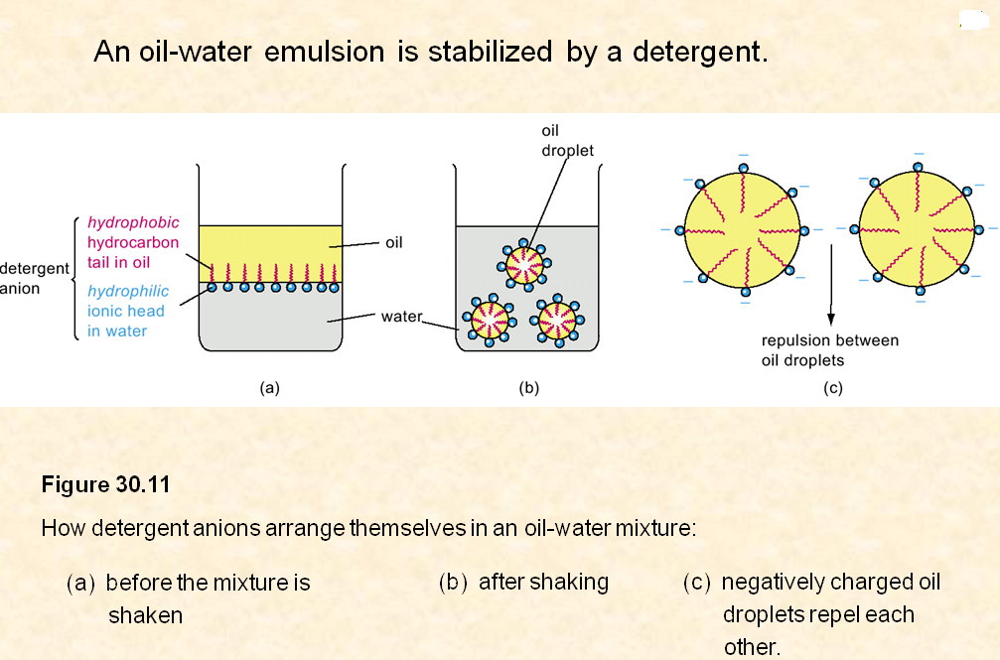 An oil-water emulsion is stabilized by a detergent.
oil
droplet
hydrophobic
hydrocarbon
tail in oil
detergent
anion
hydrophilic
ionic head
in water
oil
water
repulsion between
oil droplets
(a)
(b)
(c)
Figure 30.11
How detergent anions arrange themselves in an oil-water mixture:
(a) before the mixture is
shaken
(b) after shaking
(c) negatively charged oil
droplets repel each
other.